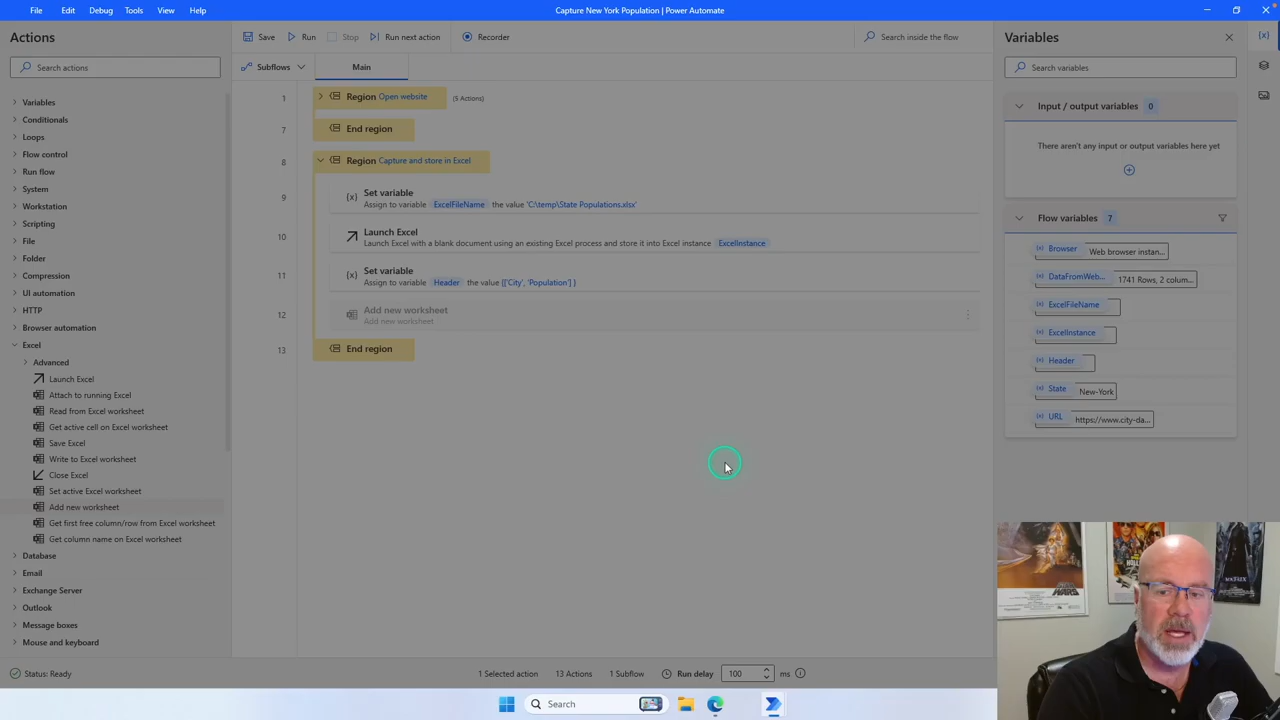 File Edit Debug Tools View Help
Capture New York Population | Power Automate
Actions
Search actions
Variables
Conditionals
Loops
Flow control
Run flow
System
Workstation
Scripting
File
Folder
Compression
UI automation
HTTP
Browser automation
Excel
Advanced
Launch Excel
Attach to running Excel
Read from Excel worksheet
Get active cell on Excel worksheet
Save Excel
Write to Excel worksheet
Close Excel
Set active Excel worksheet
Add new worksheet
Get first free column/row from Excel worksheet
Get column name on Excel worksheet
Database
Email
Exchange Server
Outlook
Message boxes
Mouse and keyboard
Save Run Stop Run next action Recorder
Search inside the flow
Subflows Main
1 Region Open website (5 Actions)
7 End region
8 Region Capture and store in Excel
9 Set variable
Assign to variable ExcelFileName the value 'C:\temp\State Populations.xlsx'
10 Launch Excel
Launch Excel with a blank document using an existing Excel process and store it into Excel instance ExcelInstance
11 Set variable
Assign to variable Header the value {['City', 'Population'] }
12 Add new worksheet
Add new worksheet
13 End region
Variables
{x}
Search variables
Input / output variables 0
There aren't any input or output variables here yet
Flow variables 7
Browser Web browser instan...
DataFromWeb... 1741 Rows, 2 colum...
ExcelFileName
ExcelInstance
Header
State New-York
URL https://www.city-da...
Status: Ready
1 Selected action 13 Actions 1 Subflow Run delay 100 ms
Search